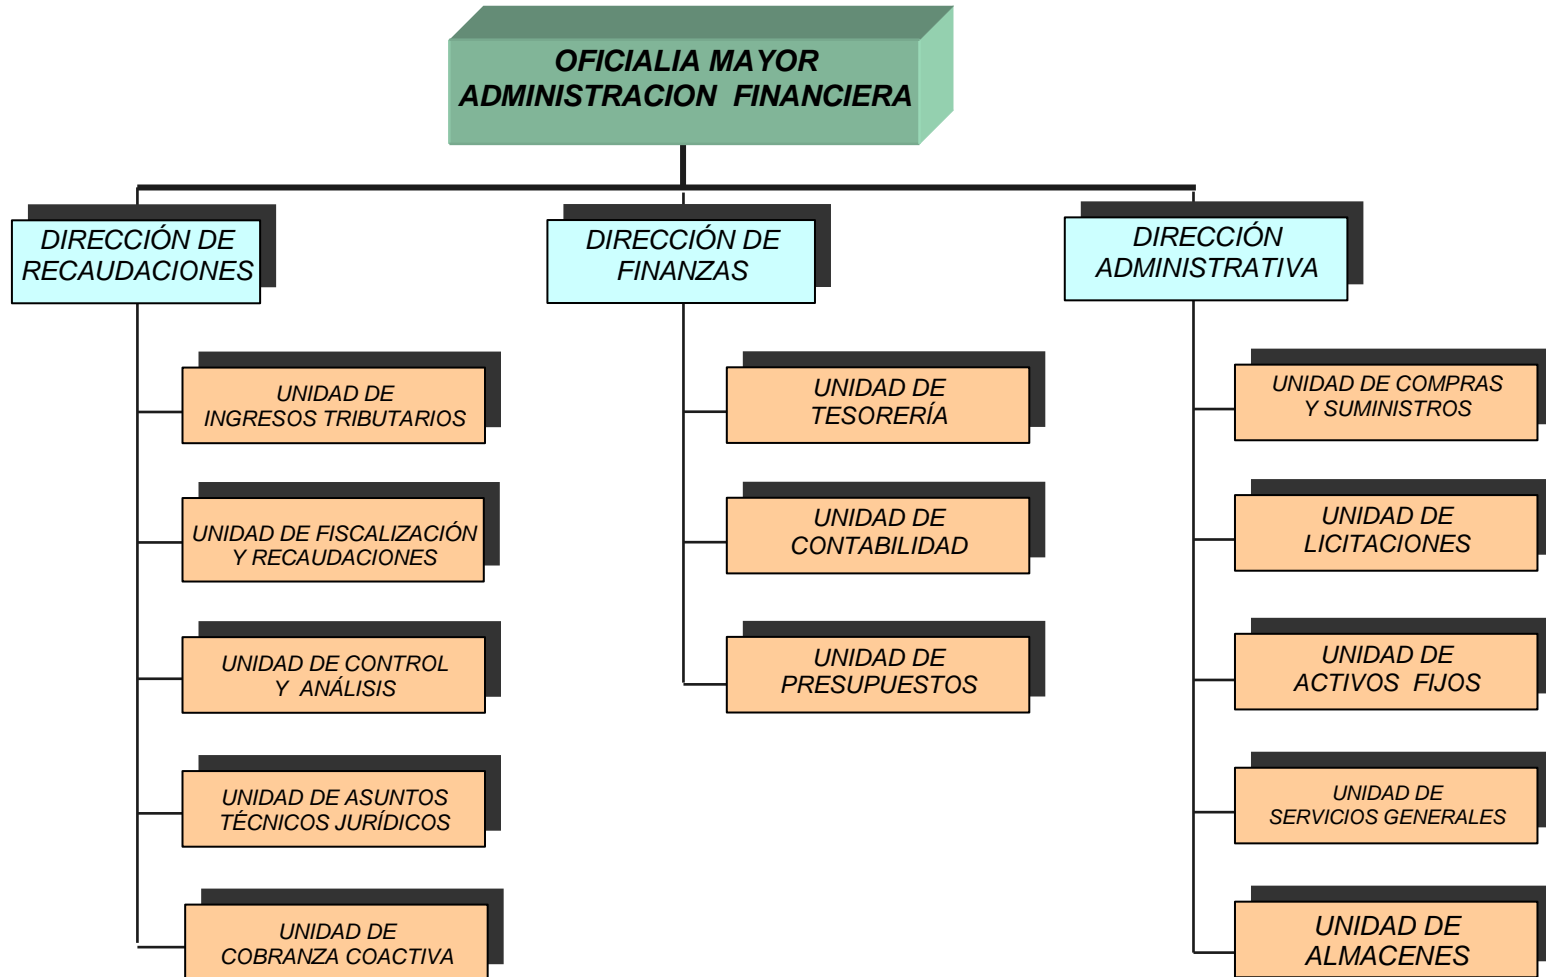 OFICIALIA MAYOR
ADMINISTRACION FINANCIERA
DIRECCIÓN DE
RECAUDACIONES
DIRECCIÓN DE
FINANZAS
DIRECCIÓN
ADMINISTRATIVA
UNIDAD DE
INGRESOS TRIBUTARIOS
UNIDAD DE FISCALIZACIÓN
Y RECAUDACIONES
UNIDAD DE CONTROL
Y ANÁLISIS
UNIDAD DE ASUNTOS
TÉCNICOS JURÍDICOS
UNIDAD DE
COBRANZA COACTIVA
UNIDAD DE
TESORERÍA
UNIDAD DE
CONTABILIDAD
UNIDAD DE
PRESUPUESTOS
UNIDAD DE COMPRAS
Y SUMINISTROS
UNIDAD DE
LICITACIONES
UNIDAD DE
ACTIVOS FIJOS
UNIDAD DE
SERVICIOS GENERALES
UNIDAD DE
ALMACENES